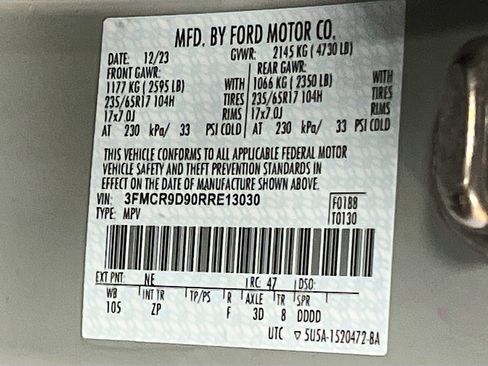 MFD. BY FORD MOTOR CO.
DATE: 12/23 GVWR: 2145 KG ( 4730 LB)
FRONT GAWR: REAR GAWR:
1177 KG ( 2595 LB) WITH 1066 KG ( 2350 LB) WITH
235/65R17 104H TIRES 235/65R17 104H TIRES
17x7.0J RIMS 17x7.0J RIMS
AT 230 kPa/ 33 PSI COLD AT 230 kPa/ 33 PSI COLD
THIS VEHICLE CONFORMS TO ALL APPLICABLE FEDERAL MOTOR
VEHICLE SAFETY AND THEFT PREVENTION STANDARDS IN
EFFECT ON THE DATE OF MANUFACTURE SHOWN ABOVE.
VIN: 3FMCR9D90RRE13030 F0188
TYPE: MPV T0130
EXT PNT: NE RC: 47 DSO:
WB INT TR TP/PS R AXLE TR SPR
105 ZP F 3D 8 DDDD
UTC ▽ 5U5A-1520472-BA